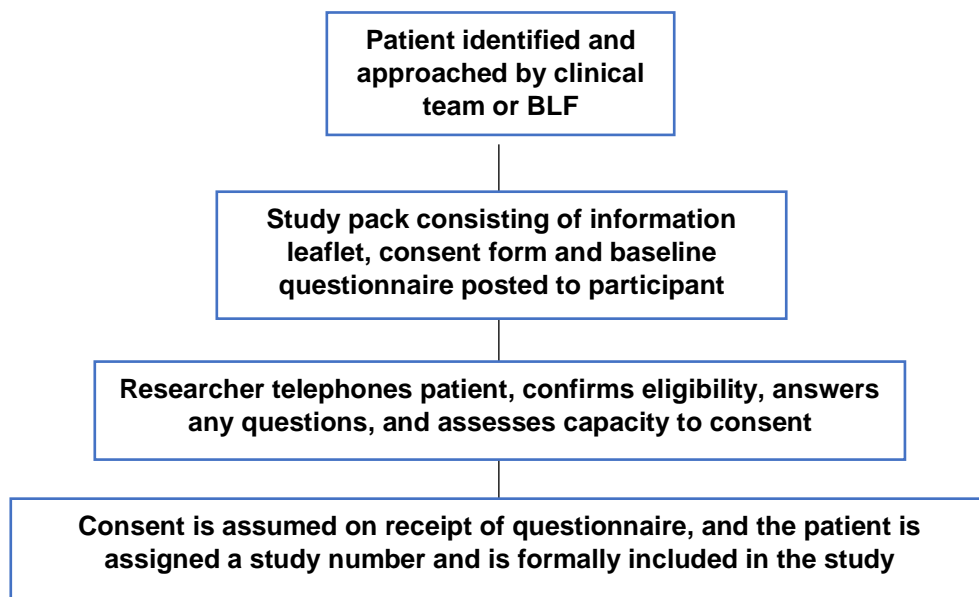 Patient identified and
approached by clinical
team or BLF
Study pack consisting of information
leaflet, consent form and baseline
questionnaire posted to participant
Researcher telephones patient, confirms eligibility, answers
any questions, and assesses capacity to consent
Consent is assumed on receipt of questionnaire, and the patient is
assigned a study number and is formally included in the study